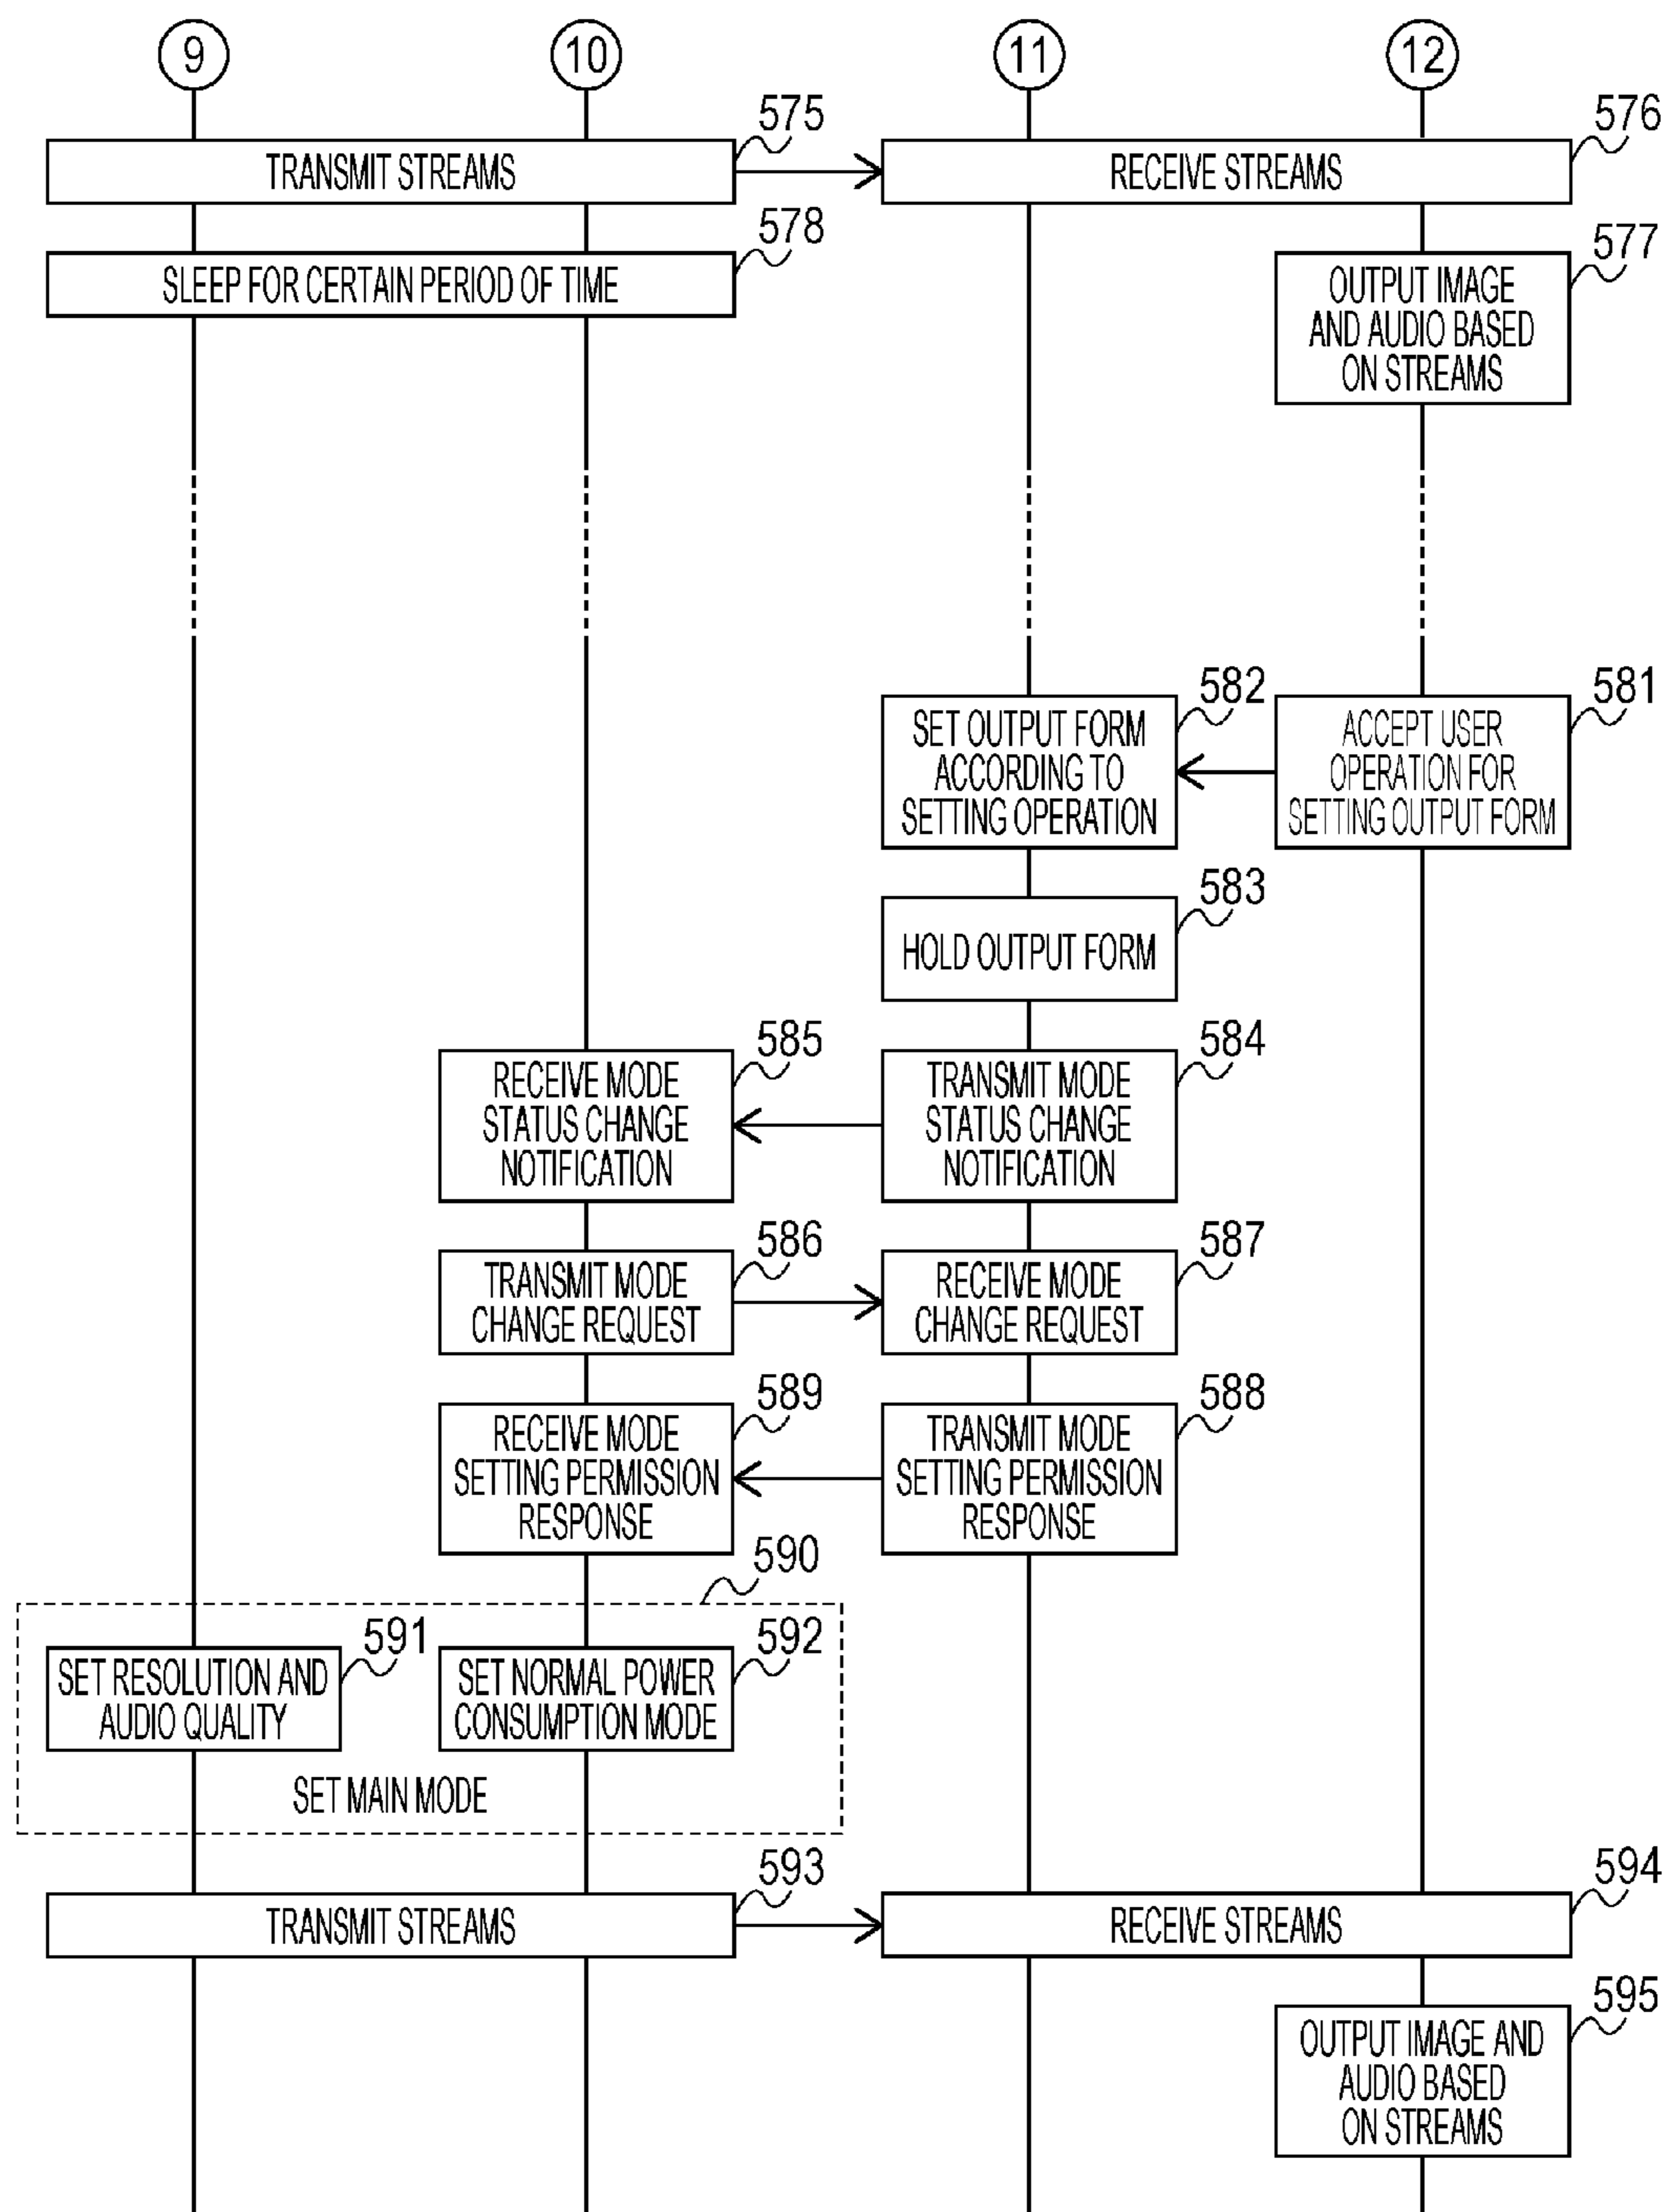 9
10
11
12
575
576
TRANSMIT STREAMS
RECEIVE STREAMS
578
577
SLEEP FOR CERTAIN PERIOD OF TIME
OUTPUT IMAGE
AND AUDIO BASED
ON STREAMS
582
581
SET OUTPUT FORM
ACCORDING TO
SETTING OPERATION
ACCEPT USER
OPERATION FOR
SETTING OUTPUT FORM
583
HOLD OUTPUT FORM
585
584
RECEIVE MODE
STATUS CHANGE
NOTIFICATION
TRANSMIT MODE
STATUS CHANGE
NOTIFICATION
586
587
TRANSMIT MODE
CHANGE REQUEST
RECEIVE MODE
CHANGE REQUEST
589
588
RECEIVE MODE
SETTING PERMISSION
RESPONSE
TRANSMIT MODE
SETTING PERMISSION
RESPONSE
590
591
592
SET RESOLUTION AND
AUDIO QUALITY
SET NORMAL POWER
CONSUMPTION MODE
SET MAIN MODE
593
594
TRANSMIT STREAMS
RECEIVE STREAMS
595
OUTPUT IMAGE AND
AUDIO BASED
ON STREAMS